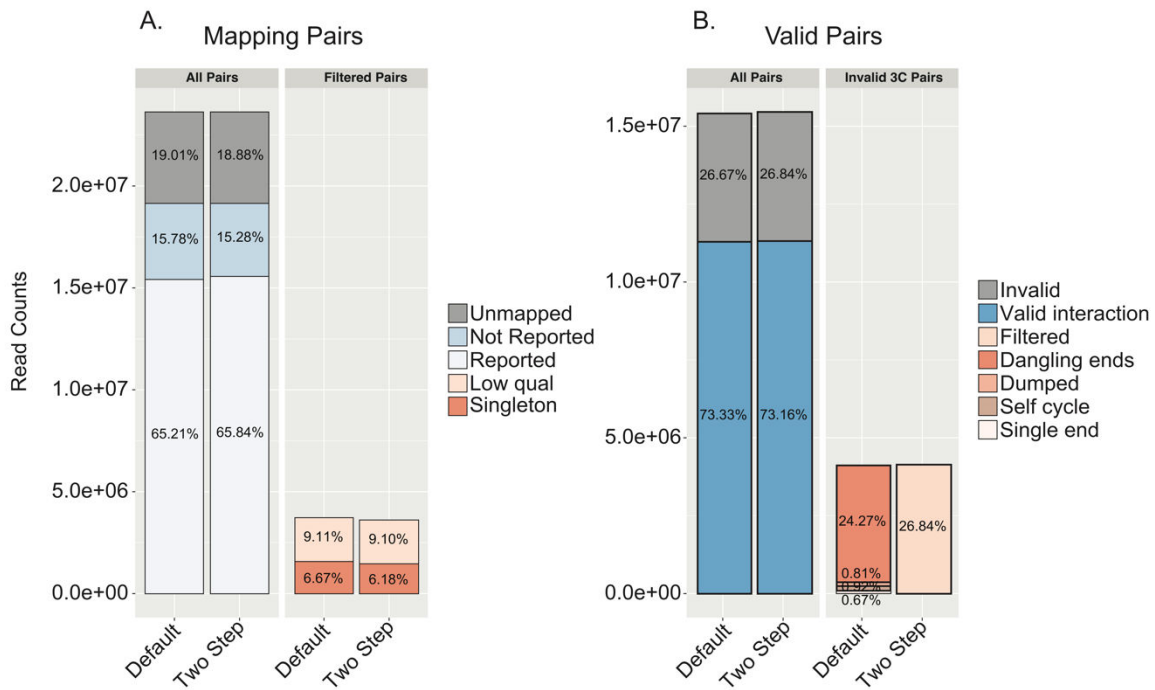 A.
Mapping Pairs
All Pairs
Filtered Pairs
Read Counts
2.0e+07
1.5e+07
1.0e+07
5.0e+06
0.0e+00
19.01%
18.88%
15.78%
15.28%
65.21%
65.84%
9.11%
9.10%
6.67%
6.18%
Default
Two Step
Default
Two Step
Unmapped
Not Reported
Reported
Low qual
Singleton
B.
Valid Pairs
All Pairs
Invalid 3C Pairs
1.5e+07
1.0e+07
5.0e+06
0.0e+00
26.67%
26.84%
73.33%
73.16%
24.27%
26.84%
0.81%
0.67%
Default
Two Step
Default
Two Step
Invalid
Valid interaction
Filtered
Dangling ends
Dumped
Self cycle
Single end